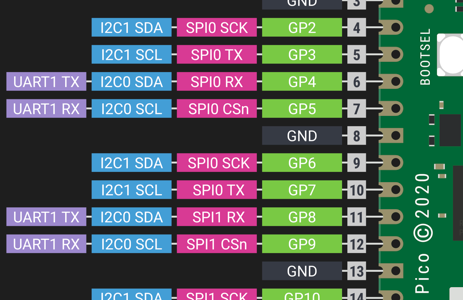 GND 3
I2C1 SDA SPI0 SCK GP2 4
I2C1 SCL SPI0 TX GP3 5
UART1 TX I2C0 SDA SPI0 RX GP4 6
UART1 RX I2C0 SCL SPI0 CSn GP5 7
GND 8
I2C1 SDA SPI0 SCK GP6 9
I2C1 SCL SPI0 TX GP7 10
UART1 TX I2C0 SDA SPI1 RX GP8 11
UART1 RX I2C0 SCL SPI1 CSn GP9 12
GND 13
I2C1 SDA SPI1 SCK GP10 14
BOOTSEL
Pico © 2020